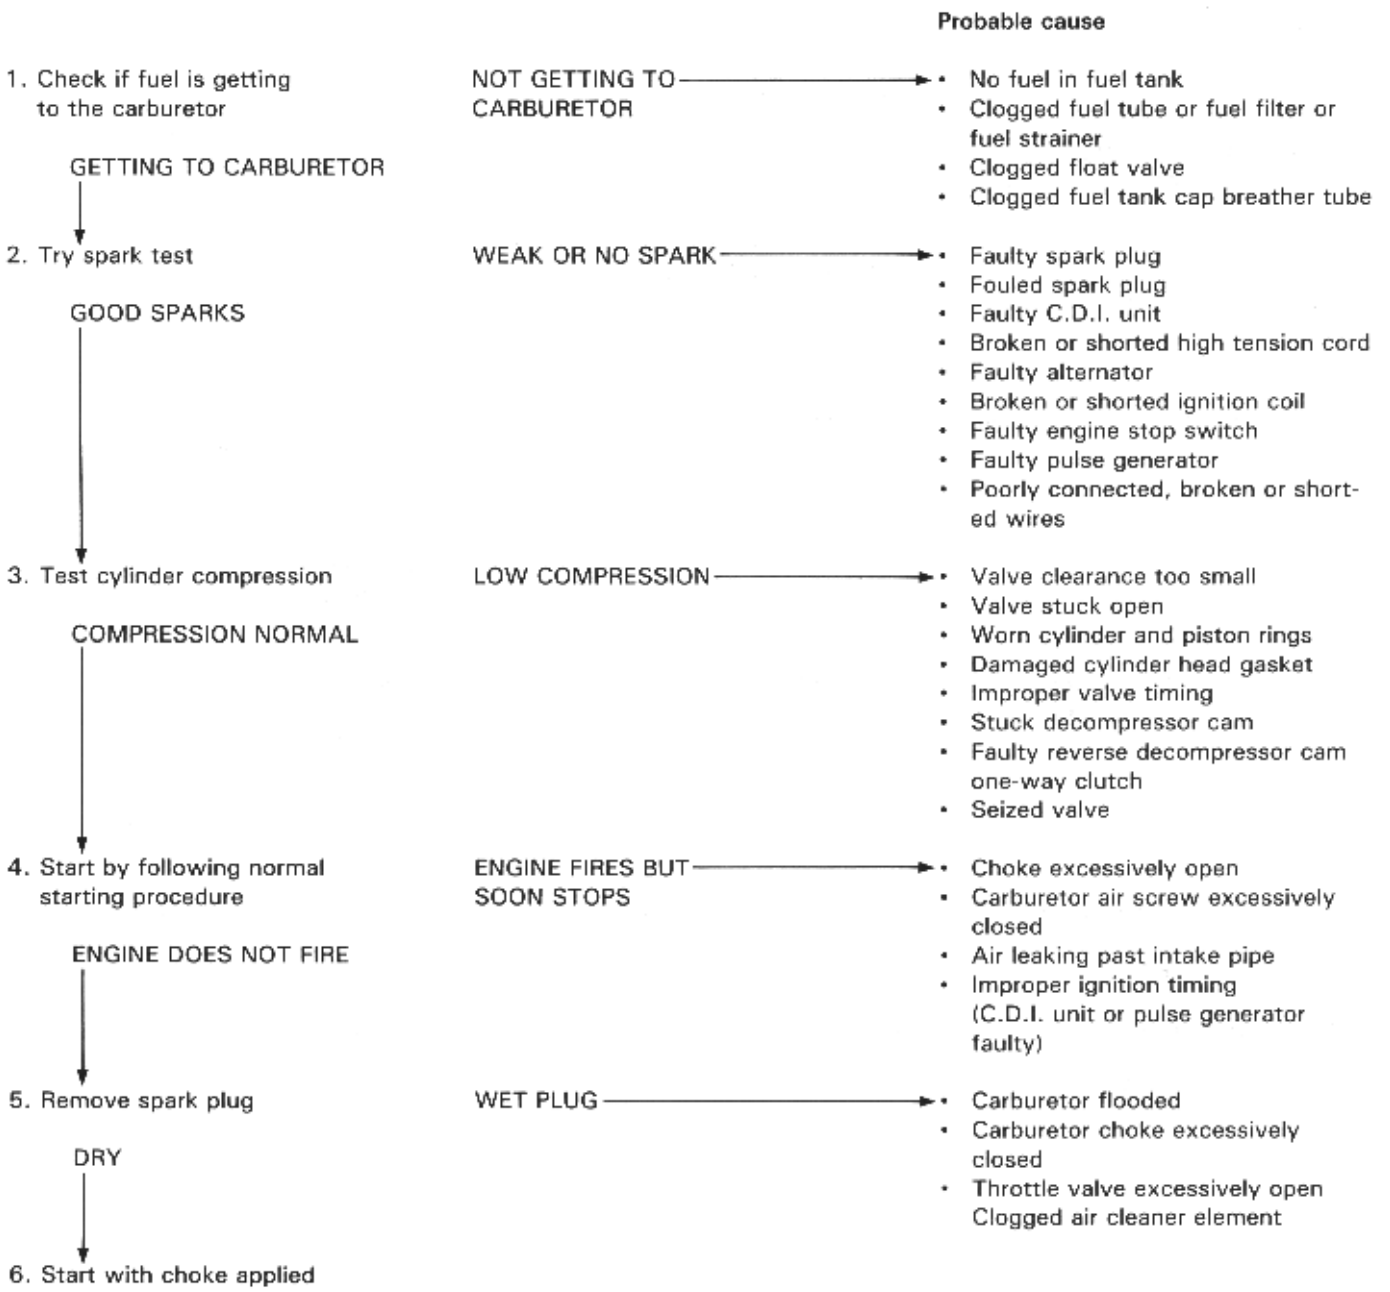 Probable cause
1. Check if fuel is getting
to the carburetor
NOT GETTING TO
CARBURETOR
• No fuel in fuel tank
• Clogged fuel tube or fuel filter or
fuel strainer
• Clogged float valve
• Clogged fuel tank cap breather tube
GETTING TO CARBURETOR
2. Try spark test
WEAK OR NO SPARK
• Faulty spark plug
• Fouled spark plug
• Faulty C.D.I. unit
• Broken or shorted high tension cord
• Faulty alternator
• Broken or shorted ignition coil
• Faulty engine stop switch
• Faulty pulse generator
• Poorly connected, broken or short-
ed wires
GOOD SPARKS
3. Test cylinder compression
LOW COMPRESSION
• Valve clearance too small
• Valve stuck open
• Worn cylinder and piston rings
• Damaged cylinder head gasket
• Improper valve timing
• Stuck decompressor cam
• Faulty reverse decompressor cam
one-way clutch
• Seized valve
COMPRESSION NORMAL
4. Start by following normal
starting procedure
ENGINE FIRES BUT
SOON STOPS
• Choke excessively open
• Carburetor air screw excessively
closed
• Air leaking past intake pipe
• Improper ignition timing
(C.D.I. unit or pulse generator
faulty)
ENGINE DOES NOT FIRE
5. Remove spark plug
WET PLUG
• Carburetor flooded
• Carburetor choke excessively
closed
• Throttle valve excessively open
Clogged air cleaner element
DRY
6. Start with choke applied